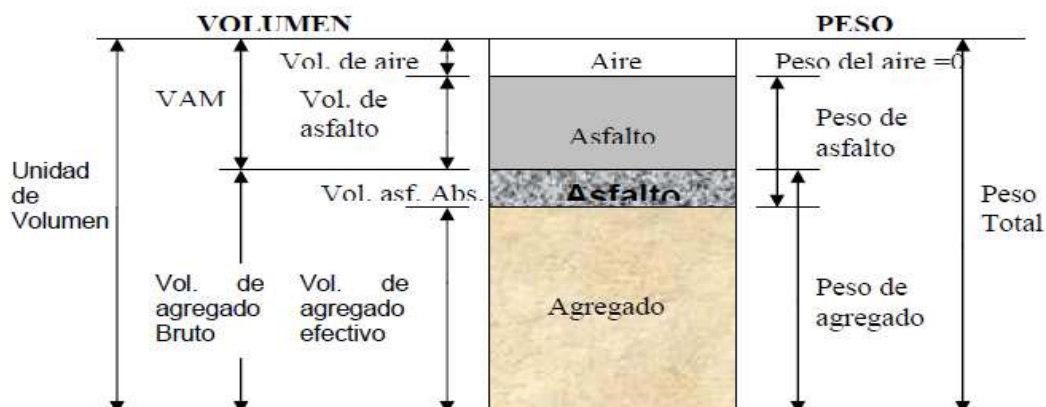 VOLUMEN
PESO
Vol. de aire
Aire
Peso del aire =0
VAM
Vol. de
asfalto
Asfalto
Peso de
asfalto
Unidad
de
Volumen
Vol. asf. Abs.
Asfalto
Peso
Total
Vol. de
agregado
Bruto
Vol. de
agregado
efectivo
Agregado
Peso de
agregado